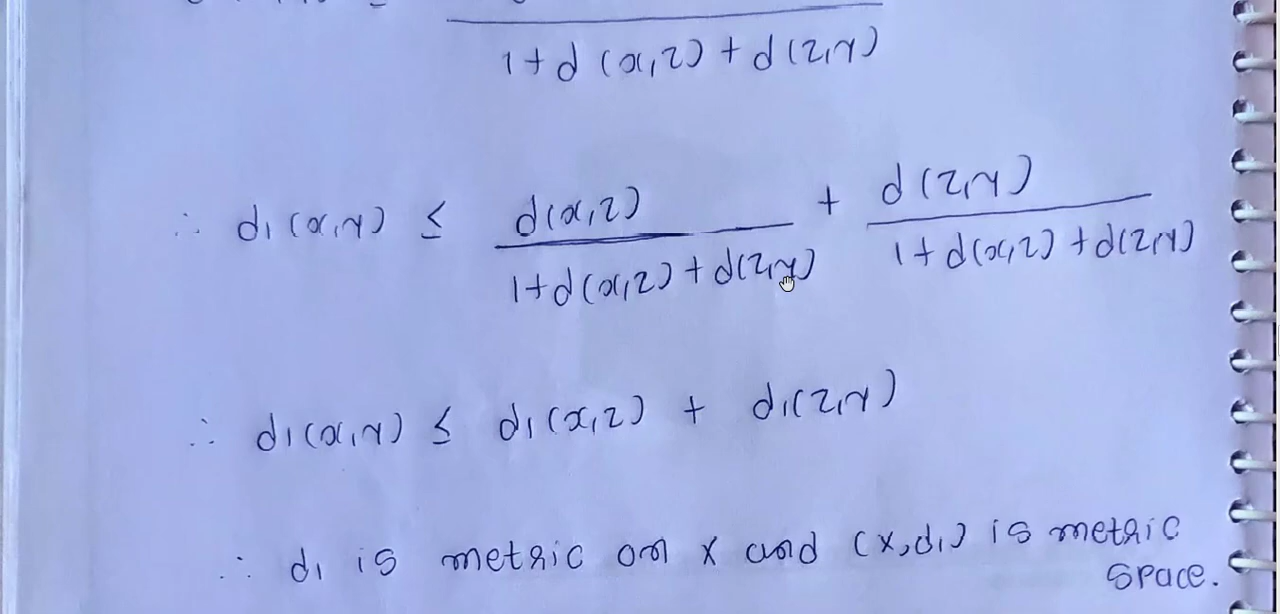 1+d (x,z) + d(z,y)
∴ d1 (x,y) ≤ d(x,z) / 1+d(x,z) + d(z,y) + d(z,y) / 1+d(x,z) + d(z,y)
∴ d1(x,y) ≤ d1(x,z) + d1(z,y)
∴ d1 is metric on X and (X,d1) is metric
space.